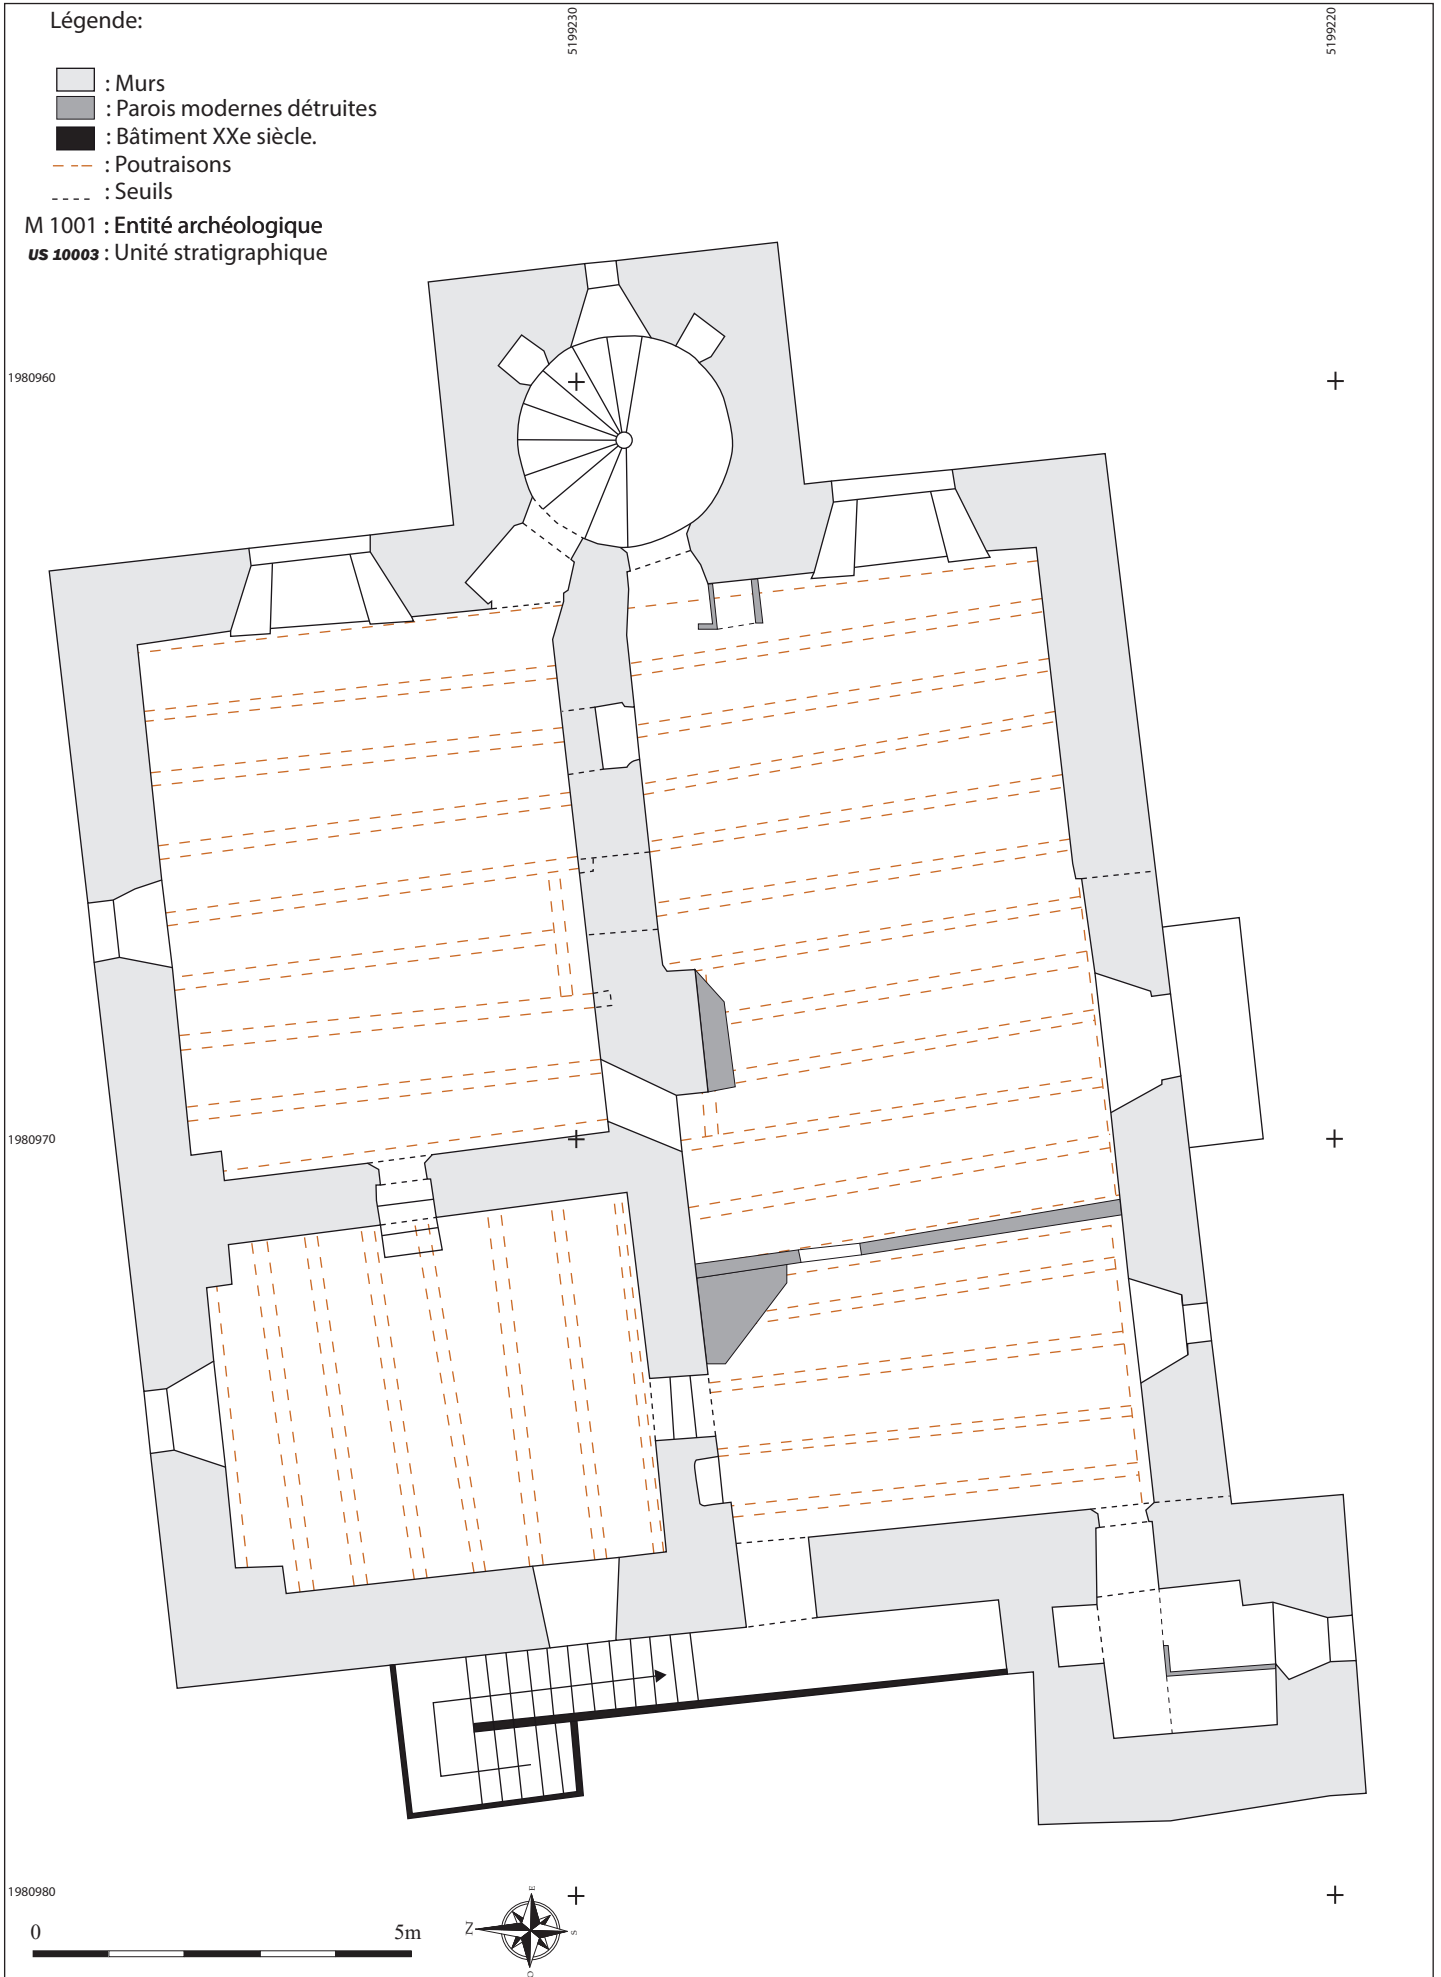 Légende:
5199230
5199220
: Murs
: Parois modernes détruites
: Bâtiment XXe siècle.
: Poutraisons
: Seuils
M 1001 : Entité archéologique
US 10003 : Unité stratigraphique
1980960
1980970
1980980
0 5m
E
N
S
O